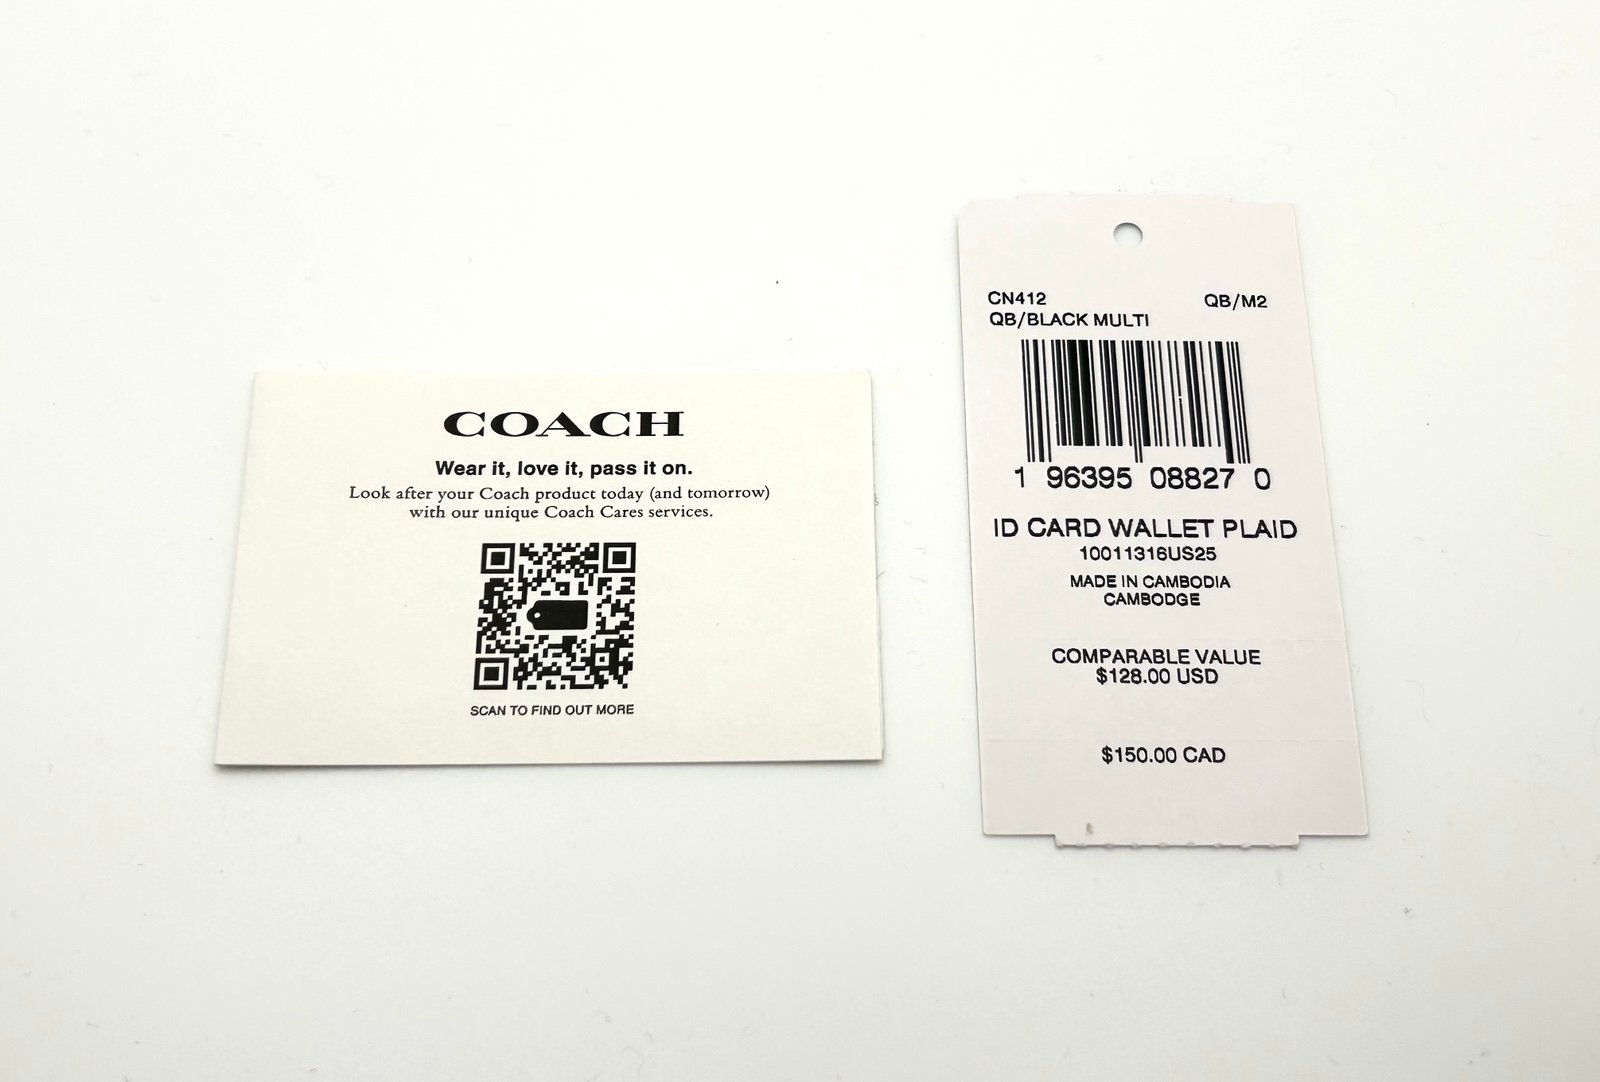 COACH
Wear it, love it, pass it on.
Look after your Coach product today (and tomorrow)
with our unique Coach Cares services.
SCAN TO FIND OUT MORE
CN412 QB/M2
QB/BLACK MULTI
1 96395 08827 0
ID CARD WALLET PLAID
10011316US25
MADE IN CAMBODIA
CAMBODGE
COMPARABLE VALUE
$128.00 USD
$150.00 CAD